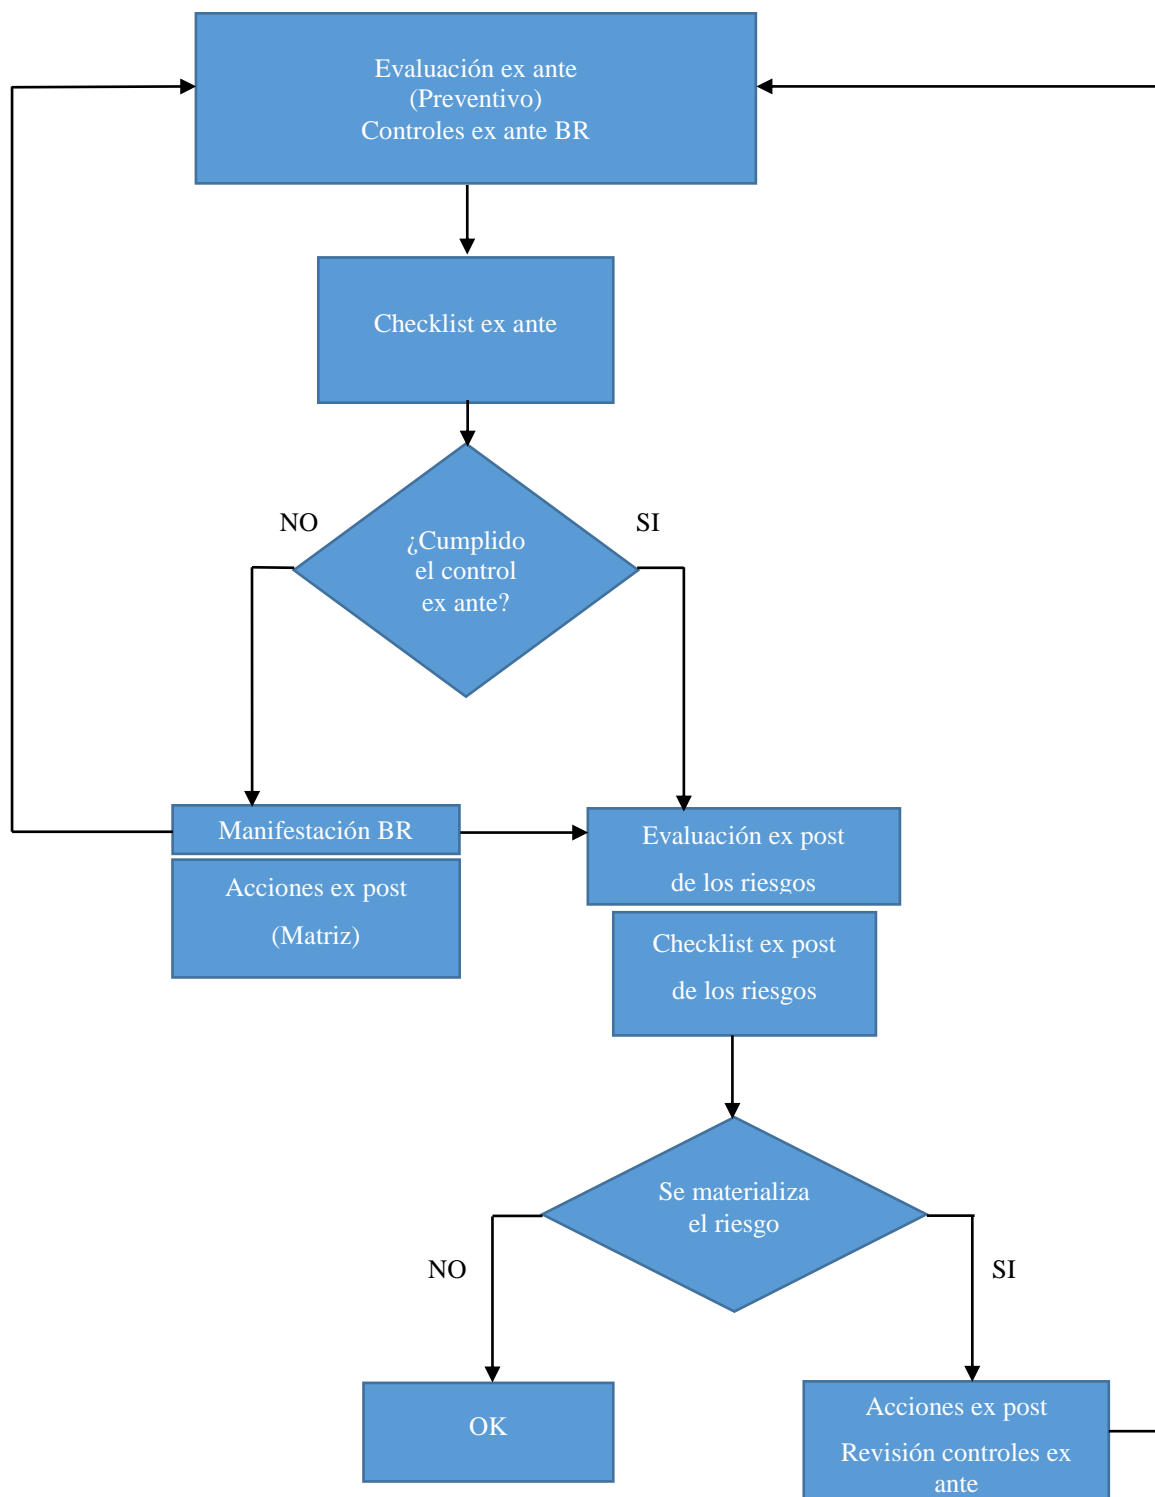 Evaluación ex ante
(Preventivo)
Controles ex ante BR
Checklist ex ante
NO
SI
¿Cumplido
el control
ex ante?
Manifestación BR
Acciones ex post
(Matriz)
Evaluación ex post
de los riesgos
Checklist ex post
de los riesgos
Se materializa
el riesgo
NO
SI
OK
Acciones ex post
Revisión controles ex
ante